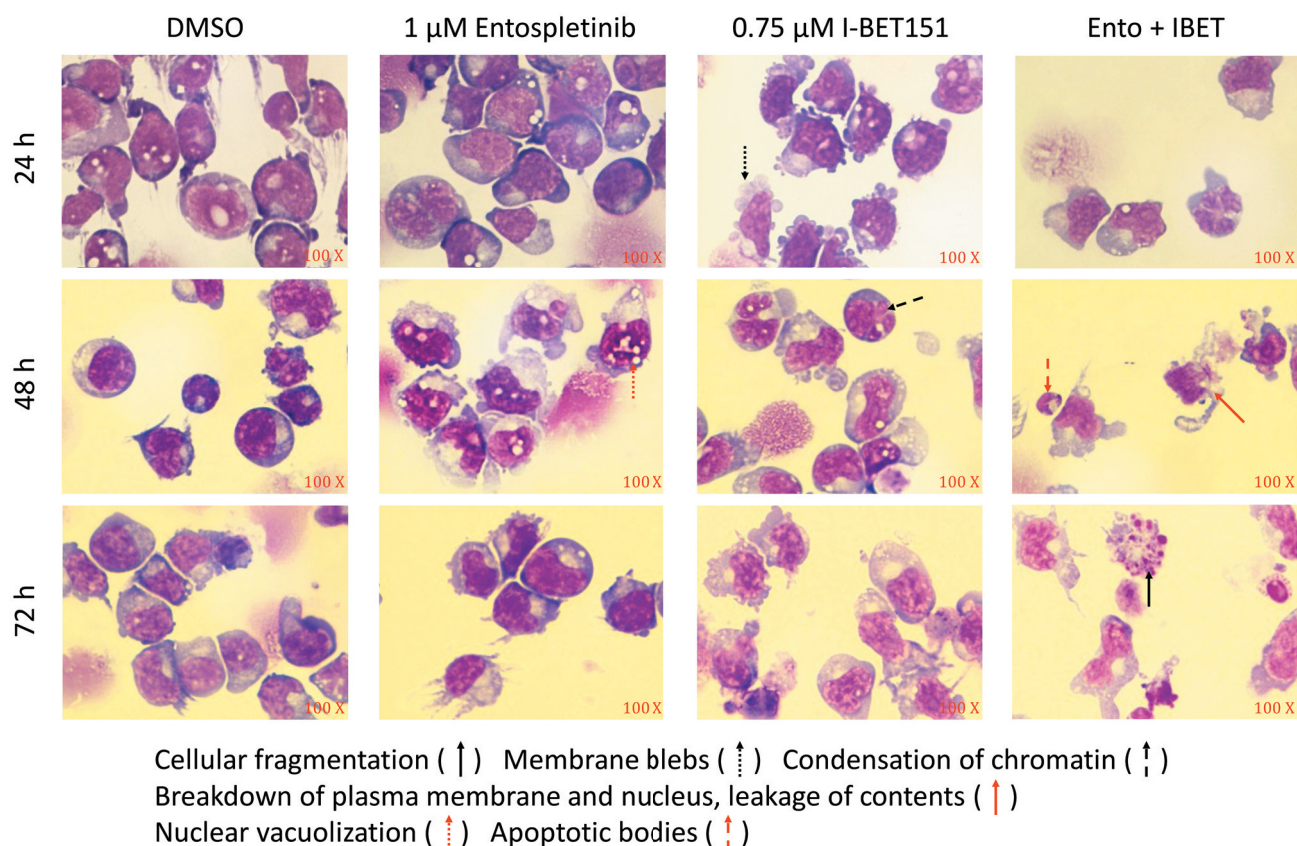 DMSO 1 µM Entospletinib 0.75 µM I-BET151 Ento + IBET
24 h
100 X 100 X 100 X 100 X
48 h
100 X 100 X 100 X 100 X
72 h
100 X 100 X 100 X 100 X
Cellular fragmentation ( ) Membrane blebs ( ) Condensation of chromatin ( )
Breakdown of plasma membrane and nucleus, leakage of contents ( )
Nuclear vacuolization ( ) Apoptotic bodies ( )